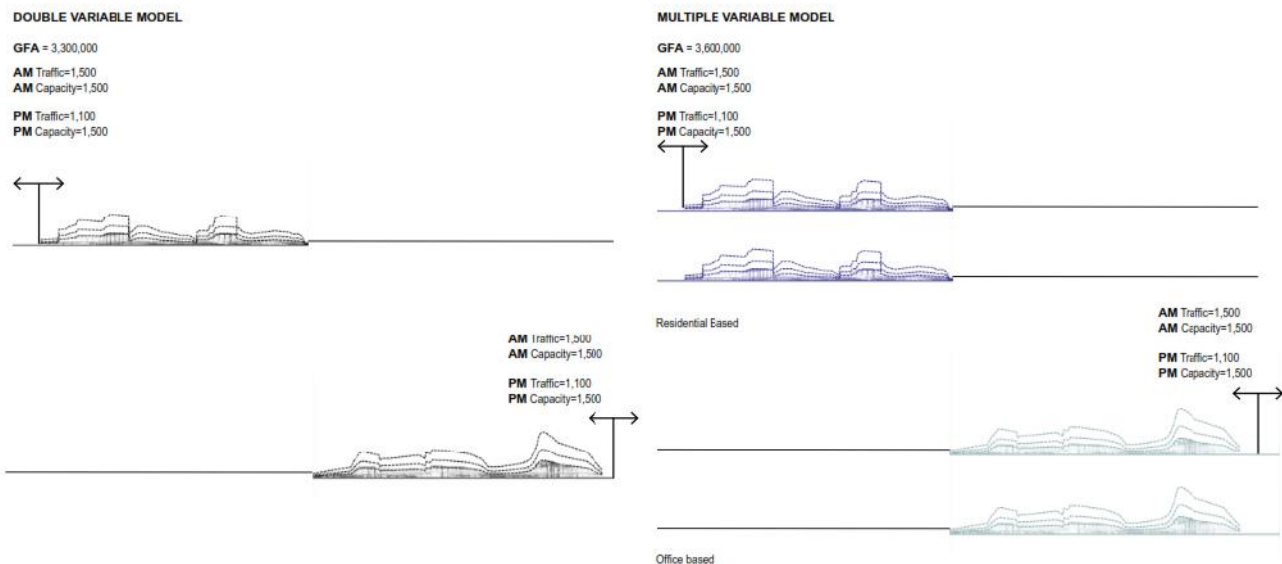 DOUBLE VARIABLE MODEL
GFA = 3,300,000
AM Traffic=1,500
AM Capacity=1,500
PM Traffic=1,100
PM Capacity=1,500
AM Traffic=1,500
AM Capacity=1,500
PM Traffic=1,100
PM Capacity=1,500
MULTIPLE VARIABLE MODEL
GFA = 3,600,000
AM Traffic=1,500
AM Capacity=1,500
PM Traffic=1,100
PM Capacity=1,500
Residential Based
AM Traffic=1,500
AM Capacity=1,500
PM Traffic=1,100
PM Capacity=1,500
Office based